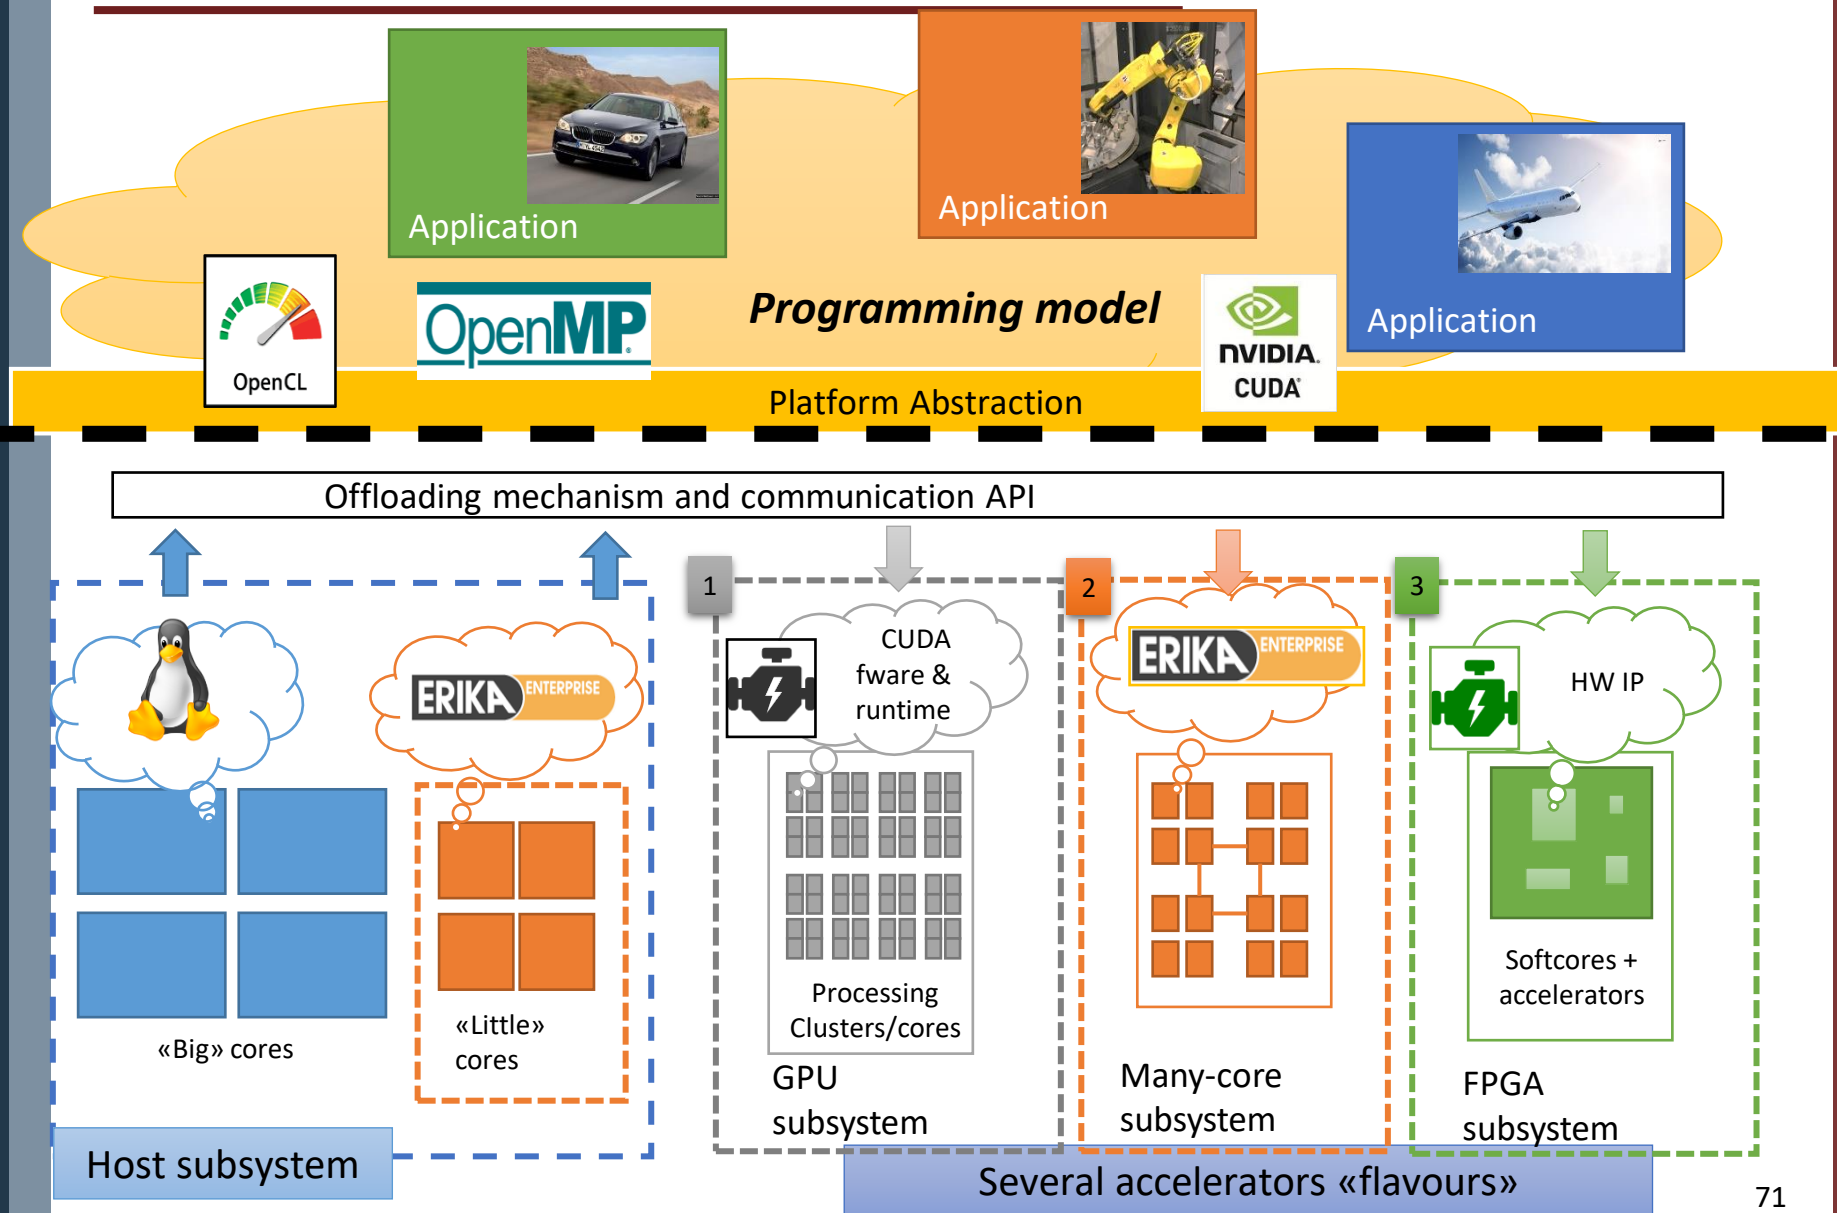 Application
Application
Application
OpenCL
OpenMP
Programming model
NVIDIA.
CUDA
Platform Abstraction
Offloading mechanism and communication API
1
2
3
ERIKA ENTERPRISE
CUDA
fware &
runtime
ERIKA ENTERPRISE
HW IP
«Big» cores
«Little»
cores
Processing
Clusters/cores
Softcores +
accelerators
GPU
subsystem
Many-core
subsystem
FPGA
subsystem
Host subsystem
Several accelerators «flavours»
71